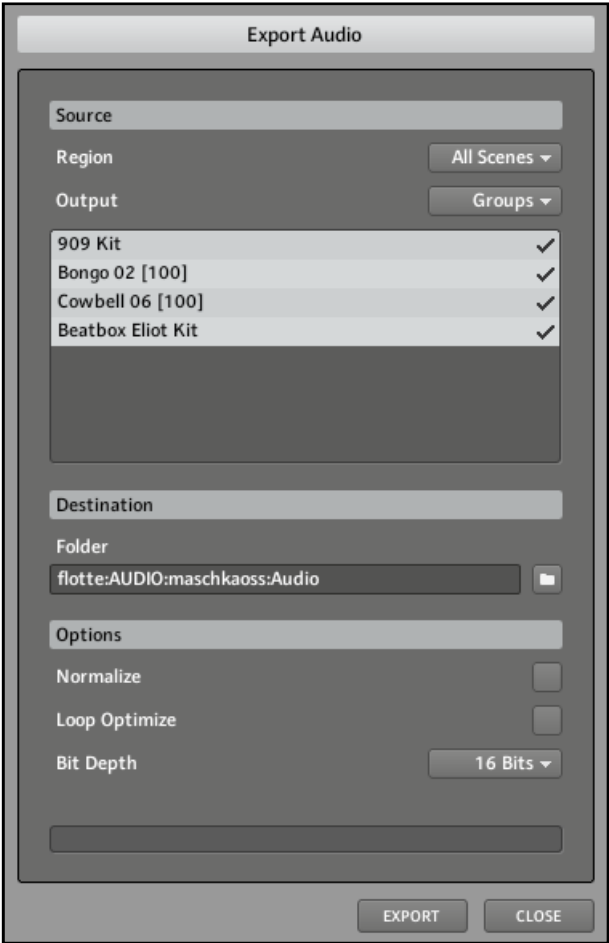 Export Audio
Source
Region All Scenes
Output Groups
909 Kit
Bongo 02 [100]
Cowbell 06 [100]
Beatbox Eliot Kit
Destination
Folder
flotte:AUDIO:maschkaoss:Audio
Options
Normalize
Loop Optimize
Bit Depth 16 Bits
EXPORT CLOSE